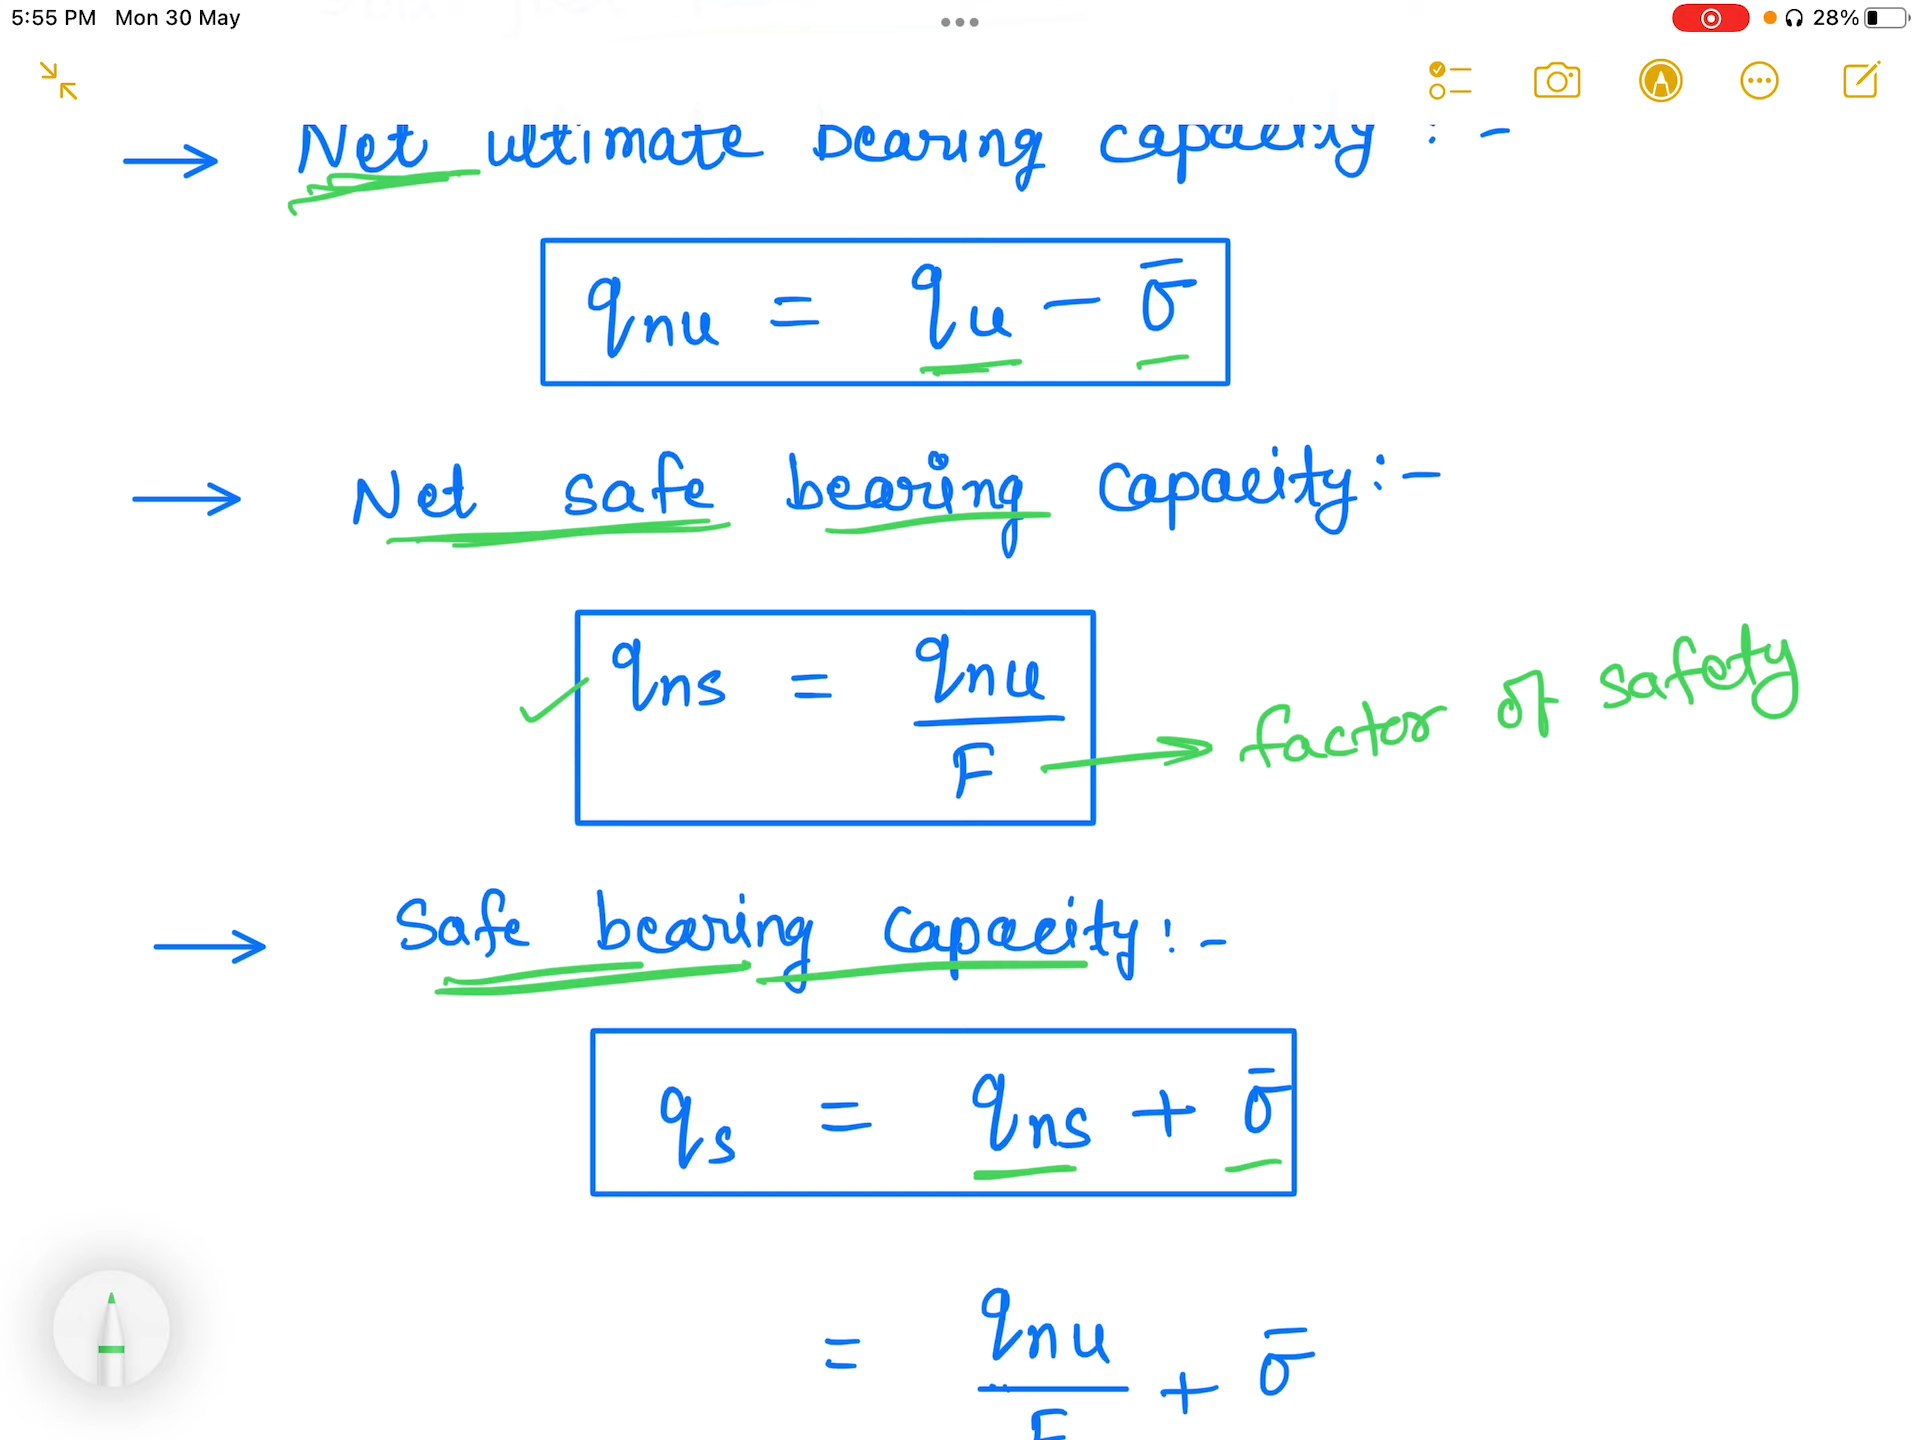 5:55 PM Mon 30 May
28%
→ Net ultimate bearing capacity :-
qnu = qu - σ̄
→ Net safe bearing capacity :-
qns = qnu / F → factor of safety
→ Safe bearing capacity :-
qs = qns + σ̄
= qnu / F + σ̄